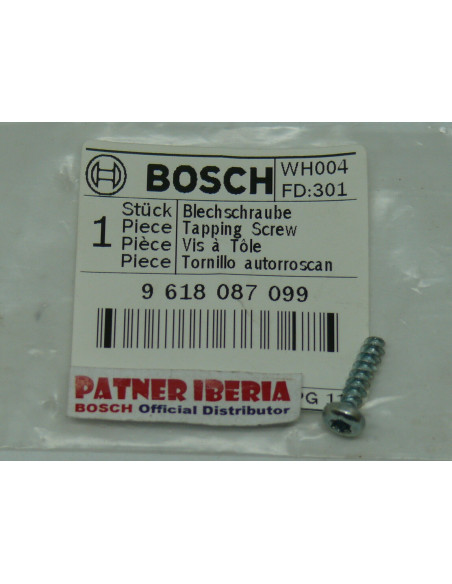 BOSCH
WH004
FD:301
1
Stück Blechschraube
Piece Tapping Screw
Pièce Vis à Tôle
Piece Tornillo autorroscan
9 618 087 099
PATNER IBERIA
BOSCH Official Distributor